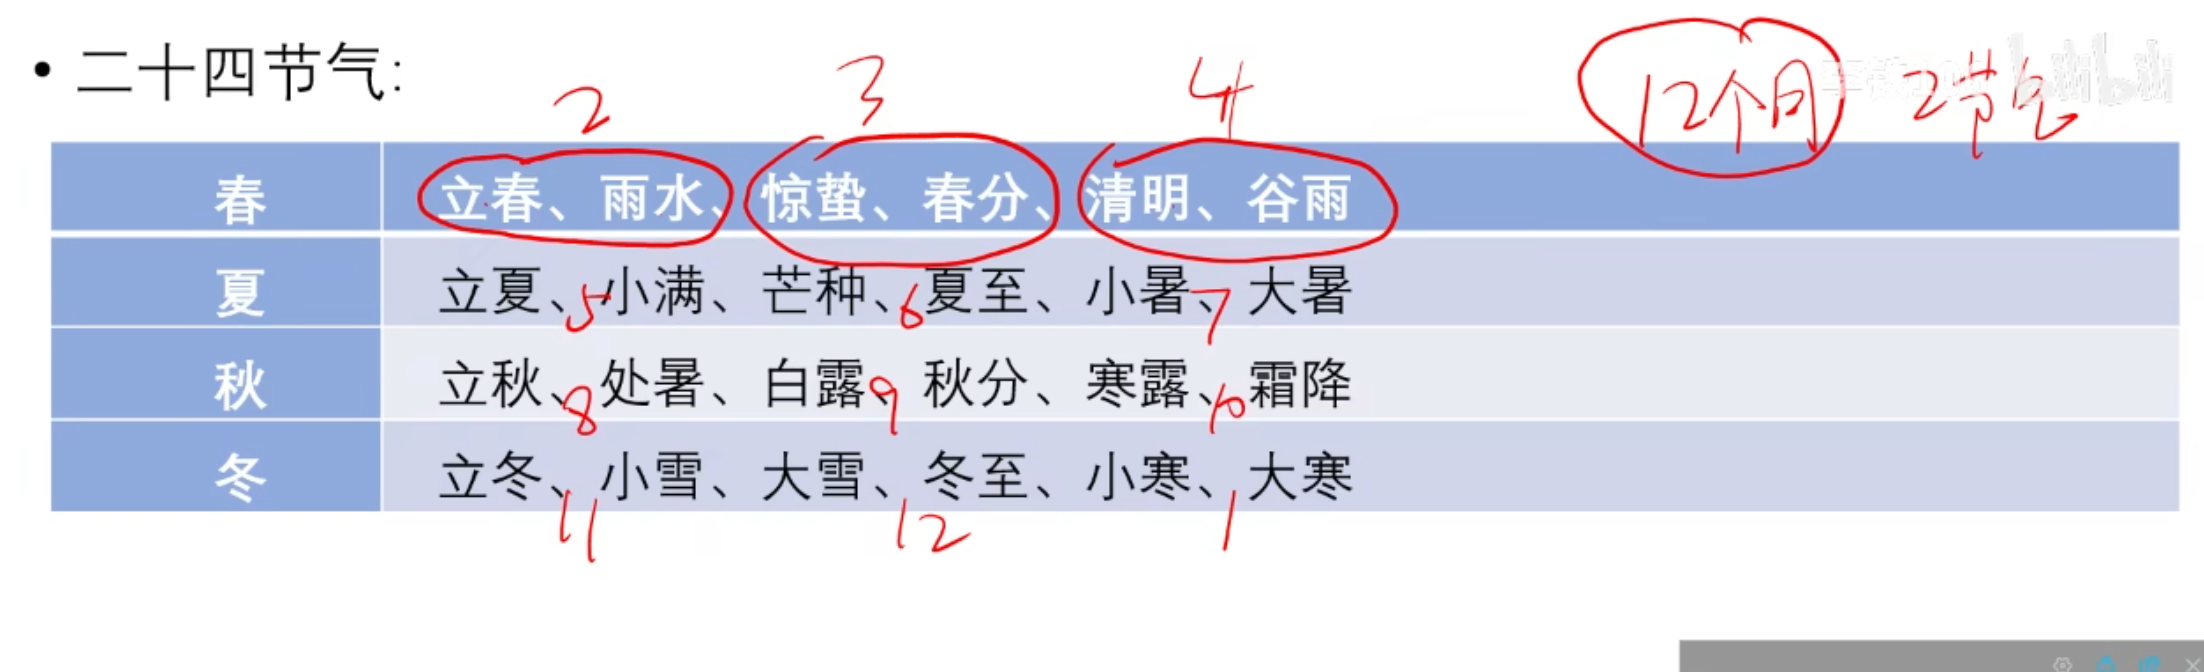 • 二十四节气:
2 3 4 12个月 2节气
春 立春、雨水、惊蛰、春分、清明、谷雨
夏 立夏、小满、芒种、夏至、小暑、大暑
5 6 7
秋 立秋、处暑、白露、秋分、寒露、霜降
8 9 10
冬 立冬、小雪、大雪、冬至、小寒、大寒
11 12 1
bilibili